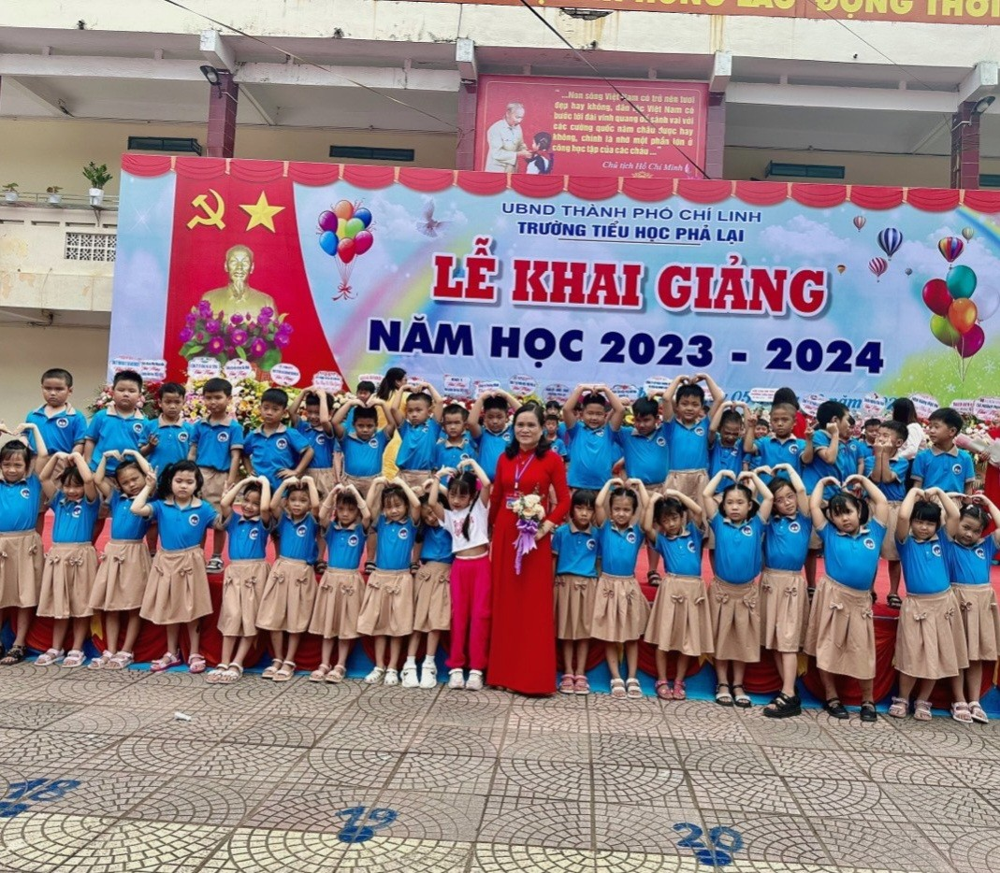 LAO ĐỘNG THỜI
"...Non sông Việt Nam có trở nên tươi
đẹp hay không, dân tộc Việt Nam có
bước tới đài vinh quang để sánh vai với
các cường quốc năm châu được hay
không, chính là nhờ một phần lớn ở
công học tập của các cháu..."
Chủ tịch Hồ Chí Minh
UBND THÀNH PHỐ CHÍ LINH
TRƯỜNG TIỂU HỌC PHẢ LẠI
LỄ KHAI GIẢNG
NĂM HỌC 2023 - 2024
18
19
20